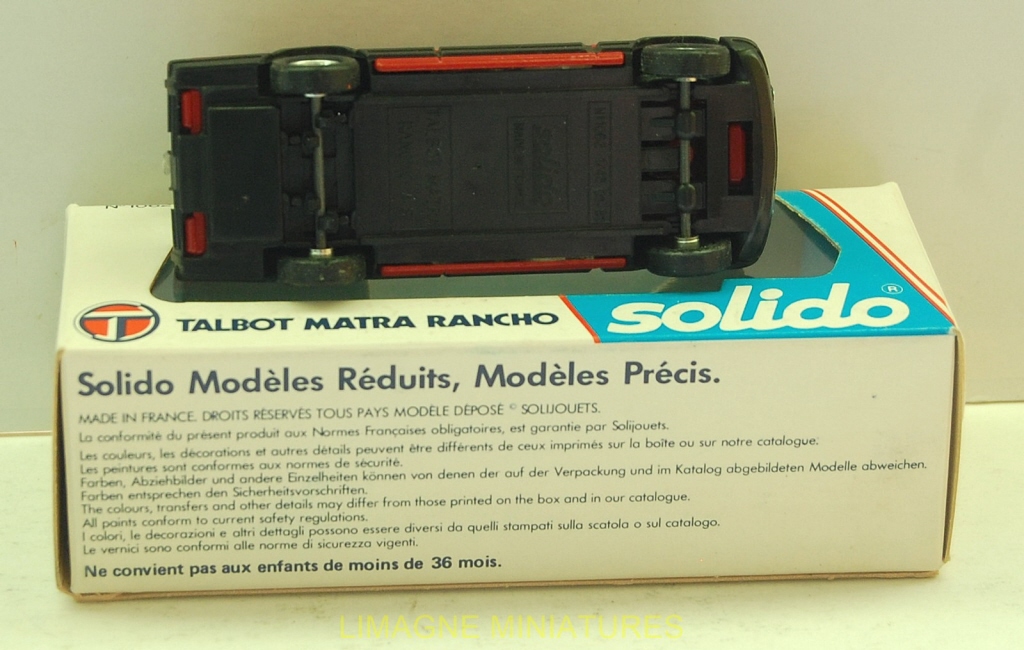 solido
TALBOT MATRA RANCHO
solido ®
Solido Modèles Réduits, Modèles Précis.
MADE IN FRANCE. DROITS RÉSERVÉS TOUS PAYS MODÈLE DÉPOSÉ © SOLIJOUETS.
La conformité du présent produit aux Normes Françaises obligatoires, est garantie par Solijouets.
Les couleurs, les décorations et autres détails peuvent être différents de ceux imprimés sur la boîte ou sur notre catalogue.
Les peintures sont conformes aux normes de sécurité.
Farben, Abziehbilder und andere Einzelheiten können von denen der auf der Verpackung und im Katalog abgebildeten Modelle abweichen.
Farben entsprechen den Sicherheitsvorschriften.
The colours, transfers and other details may differ from those printed on the box and in our catalogue.
All paints conform to current safety regulations.
I colori, le decorazioni e altri dettagli possono essere diversi da quelli stampati sulla scatola o sul catalogo.
Le vernici sono conformi alle norme di sicurezza vigenti.
Ne convient pas aux enfants de moins de 36 mois.
LIMAGNE MINIATURES